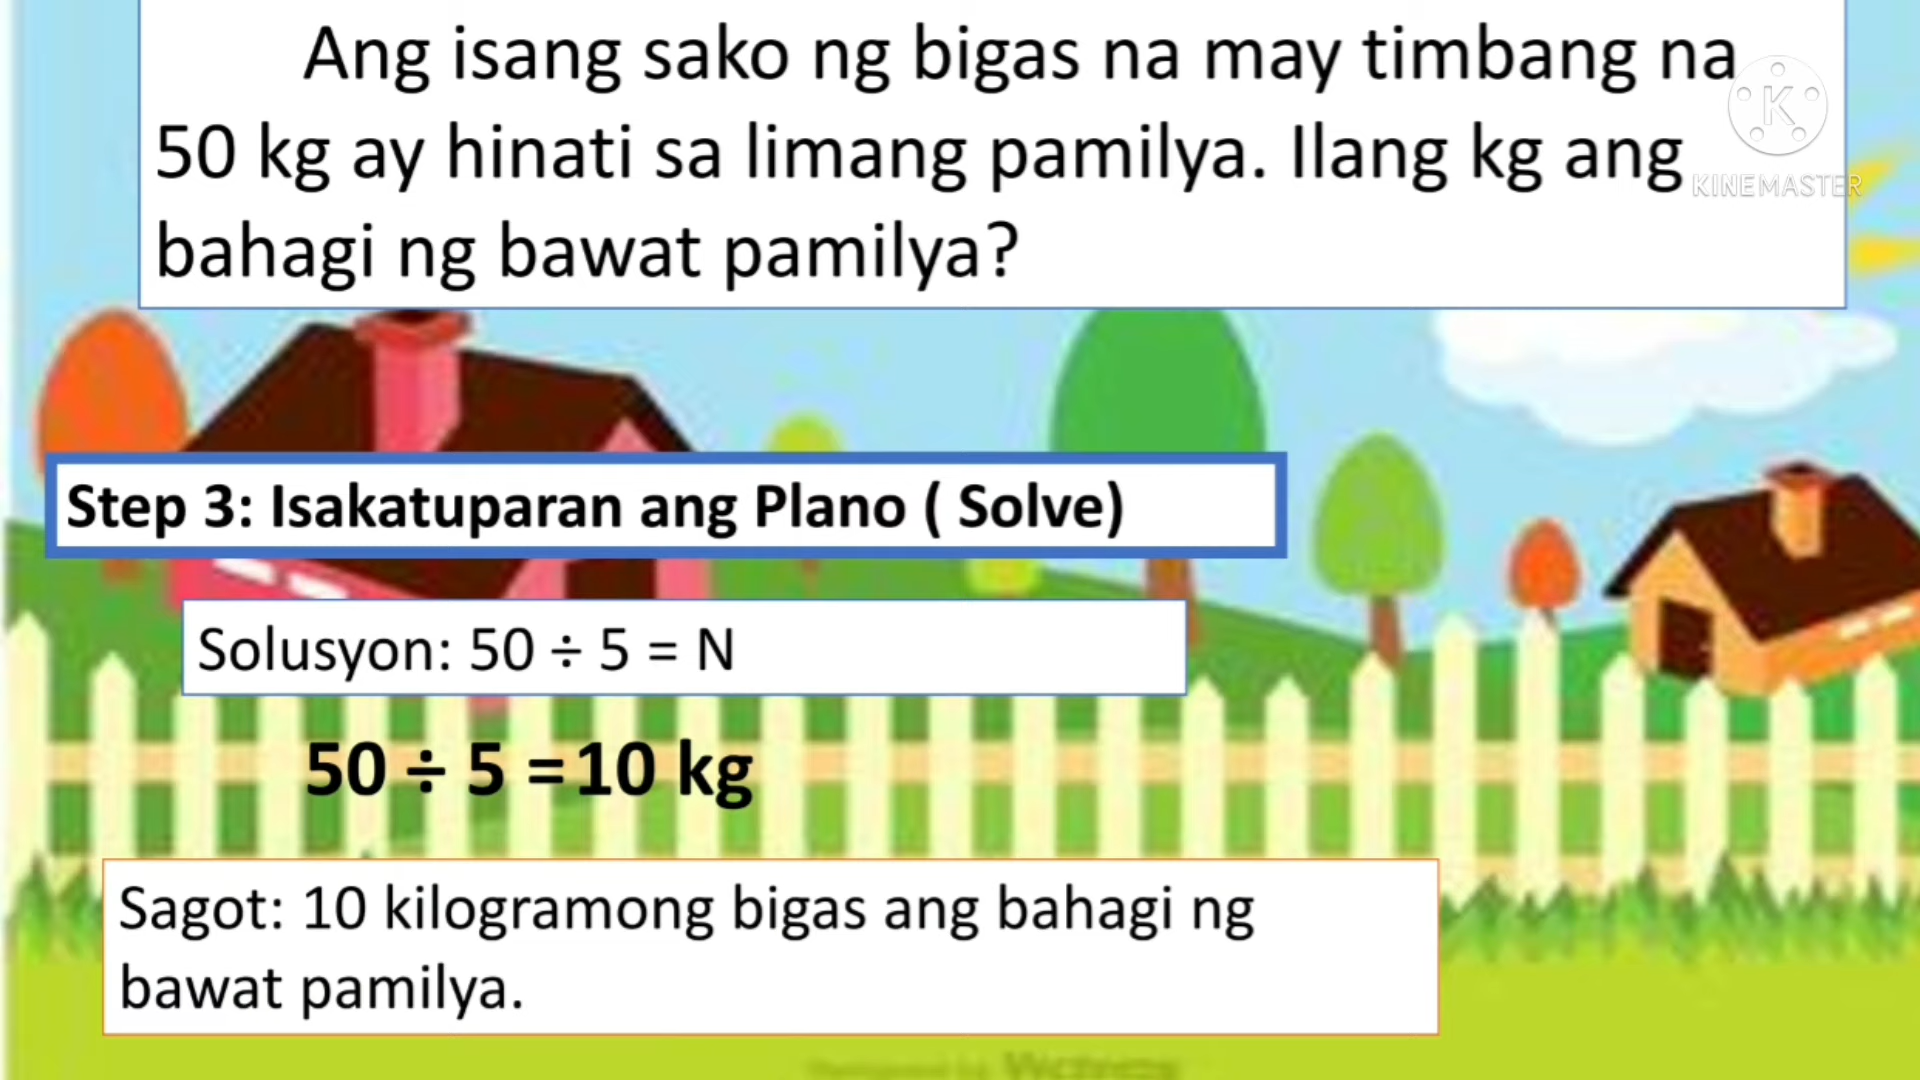 Ang isang sako ng bigas na may timbang na
50 kg ay hinati sa limang pamilya. Ilang kg ang
bahagi ng bawat pamilya?
K
KINEMASTER
Step 3: Isakatuparan ang Plano ( Solve)
Solusyon: 50 ÷ 5 = N
50 ÷ 5 = 10 kg
Sagot: 10 kilogramong bigas ang bahagi ng
bawat pamilya.